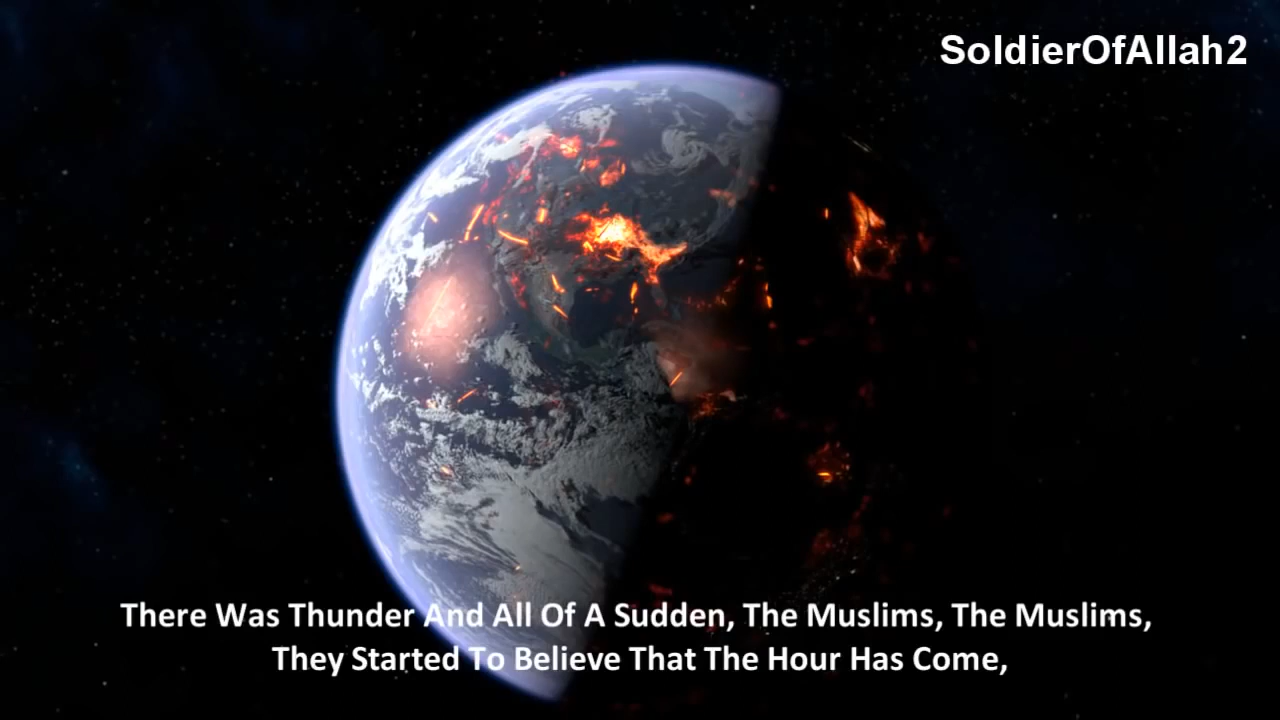 SoldierOfAllah2
There Was Thunder And All Of A Sudden, The Muslims, The Muslims,
They Started To Believe That The Hour Has Come,